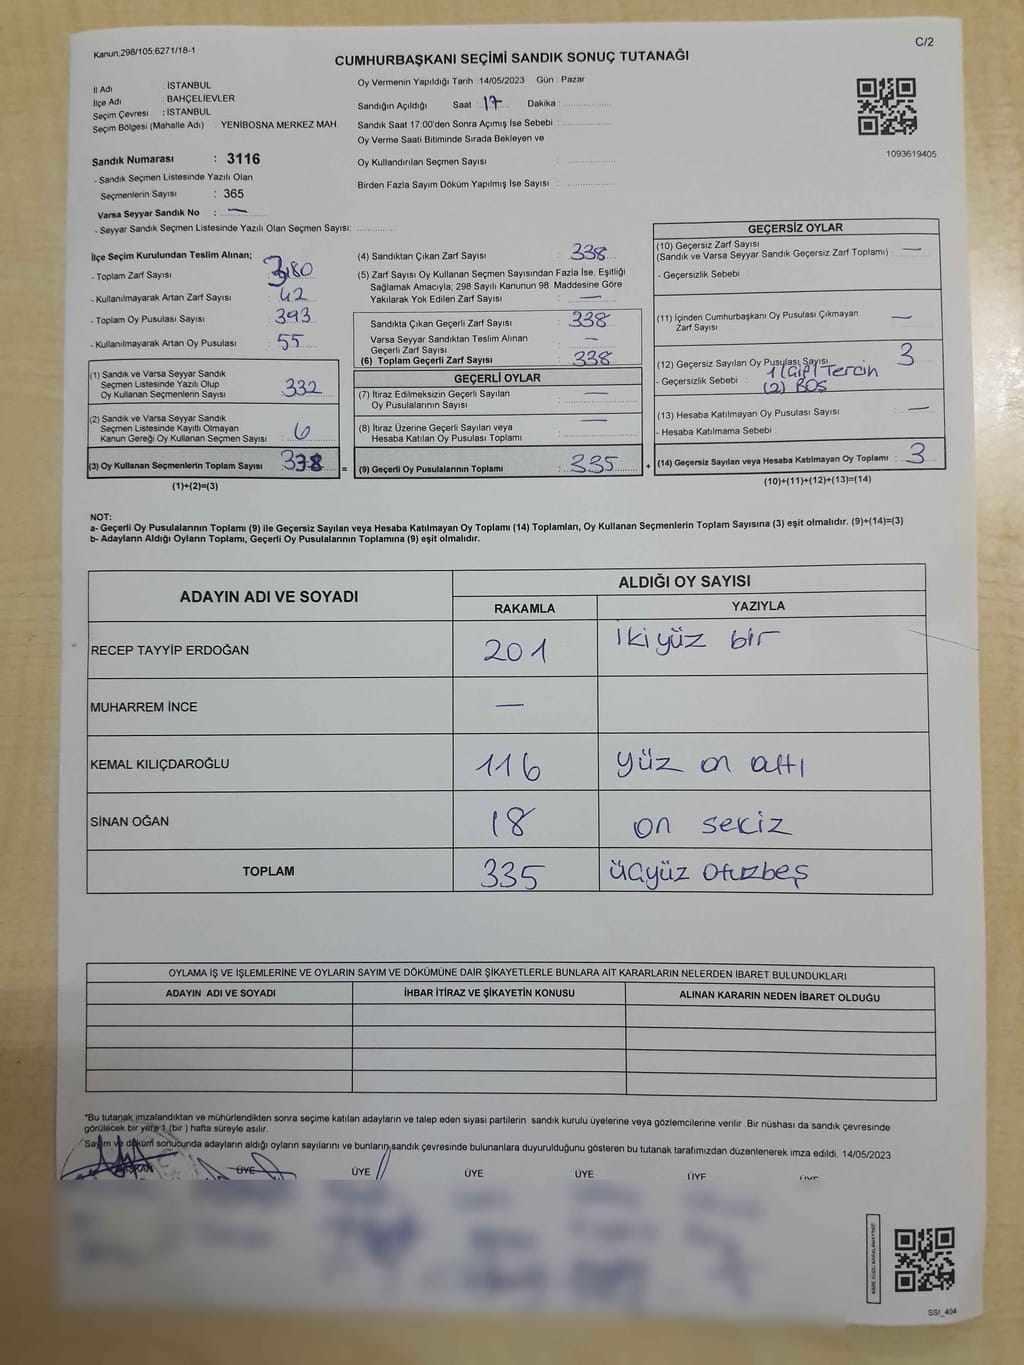 Kanun;298/105;6271/18-1
C/2
CUMHURBAŞKANI SEÇİMİ SANDIK SONUÇ TUTANAĞI
İl Adı : İSTANBUL
İlçe Adı : BAHÇELİEVLER
Seçim Çevresi : İSTANBUL
Seçim Bölgesi (Mahalle Adı) : YENİBOSNA MERKEZ MAH.
Sandık Numarası : 3116
- Sandık Seçmen Listesinde Yazılı Olan
Seçmenlerin Sayısı : 365
Varsa Seyyar Sandık No : —
- Seyyar Sandık Seçmen Listesinde Yazılı Olan Seçmen Sayısı:
Oy Vermenin Yapıldığı Tarih : 14/05/2023 Gün : Pazar
Sandığın Açıldığı Saat : 17 Dakika :
Sandık Saat 17:00'den Sonra Açımış İse Sebebi :
Oy Verme Saati Bitiminde Sırada Bekleyen ve
Oy Kullandırılan Seçmen Sayısı :
Birden Fazla Sayım Döküm Yapılmış İse Sayısı :
1093619405
İlçe Seçim Kurulundan Teslim Alınan;
- Toplam Zarf Sayısı : 380
- Kullanılmayarak Artan Zarf Sayısı : 42
- Toplam Oy Pusulası Sayısı : 393
- Kullanılmayarak Artan Oy Pusulası : 55
(1) Sandık ve Varsa Seyyar Sandık
Seçmen Listesinde Yazılı Olup
Oy Kullanan Seçmenlerin Sayısı : 332
(2) Sandık ve Varsa Seyyar Sandık
Seçmen Listesinde Kayıtlı Olmayan
Kanun Gereği Oy Kullanan Seçmen Sayısı : 6
(3) Oy Kullanan Seçmenlerin Toplam Sayısı : 338 =
(1)+(2)=(3)
(4) Sandıktan Çıkan Zarf Sayısı : 338
(5) Zarf Sayısı Oy Kullanan Seçmen Sayısından Fazla İse, Eşitliği
Sağlamak Amacıyla; 298 Sayılı Kanunun 98. Maddesine Göre
Yakılarak Yok Edilen Zarf Sayısı : —
Sandıkta Çıkan Geçerli Zarf Sayısı : 338
Varsa Seyyar Sandıktan Teslim Alınan
Geçerli Zarf Sayısı : —
(6) Toplam Geçerli Zarf Sayısı : 338
GEÇERLİ OYLAR
(7) İtiraz Edilmeksizin Geçerli Sayılan
Oy Pusulalarının Sayısı : —
(8) İtiraz Üzerine Geçerli Sayılan veya
Hesaba Katılan Oy Pusulası Toplamı : —
(9) Geçerli Oy Pusulalarının Toplamı : 335 +
GEÇERSİZ OYLAR
(10) Geçersiz Zarf Sayısı
(Sandık ve Varsa Seyyar Sandık Geçersiz Zarf Toplamı) : —
- Geçersizlik Sebebi :
(11) İçinden Cumhurbaşkanı Oy Pusulası Çıkmayan
Zarf Sayısı : —
(12) Geçersiz Sayılan Oy Pusulası Sayısı : 3
- Geçersizlik Sebebi : 1 (Çift) Tercih
(2) BOŞ
(13) Hesaba Katılmayan Oy Pusulası Sayısı : —
- Hesaba Katılmama Sebebi :
(14) Geçersiz Sayılan veya Hesaba Katılmayan Oy Toplamı : 3
(10)+(11)+(12)+(13)=(14)
NOT:
a- Geçerli Oy Pusulalarının Toplamı (9) ile Geçersiz Sayılan veya Hesaba Katılmayan Oy Toplamı (14) Toplamları, Oy Kullanan Seçmenlerin Toplam Sayısına (3) eşit olmalıdır. (9)+(14)=(3)
b- Adayların Aldığı Oyların Toplamı, Geçerli Oy Pusulalarının Toplamına (9) eşit olmalıdır.
ADAYIN ADI VE SOYADI
ALDIĞI OY SAYISI
RAKAMLA YAZIYLA
RECEP TAYYİP ERDOĞAN 201 iki yüz bir
MUHARREM İNCE —
KEMAL KILIÇDAROĞLU 116 yüz on altı
SİNAN OĞAN 18 on sekiz
TOPLAM 335 üçyüz otuzbeş
OYLAMA İŞ VE İŞLEMLERİNE VE OYLARIN SAYIM VE DÖKÜMÜNE DAİR ŞİKAYETLERLE BUNLARA AİT KARARLARIN NELERDEN İBARET BULUNDUKLARI
ADAYIN ADI VE SOYADI İHBAR İTİRAZ VE ŞİKAYETİN KONUSU ALINAN KARARIN NEDEN İBARET OLDUĞU
*Bu tutanak imzalandıktan ve mühürlendikten sonra seçime katılan adayların ve talep eden siyasi partilerin sandık kurulu üyelerine veya gözlemcilerine verilir. Bir nüshası da sandık çevresinde
görülecek bir yere 1 (bir) hafta süreyle asılır.
Sayım ve döküm sonucunda adayların aldığı oyların sayılarını ve bunların sandık çevresinde bulunanlara duyurulduğunu gösteren bu tutanak tarafımızdan düzenlenerek imza edildi. 14/05/2023
BAŞKAN ÜYE ÜYE ÜYE ÜYE ÜYE ÜYE
SSI_404